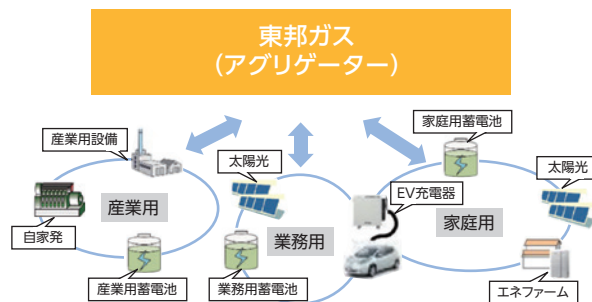 東邦ガス
（アグリゲーター）
産業用設備
自家発
産業用
産業用蓄電池
太陽光
業務用
業務用蓄電池
EV充電器
家庭用蓄電池
太陽光
家庭用
エネファーム